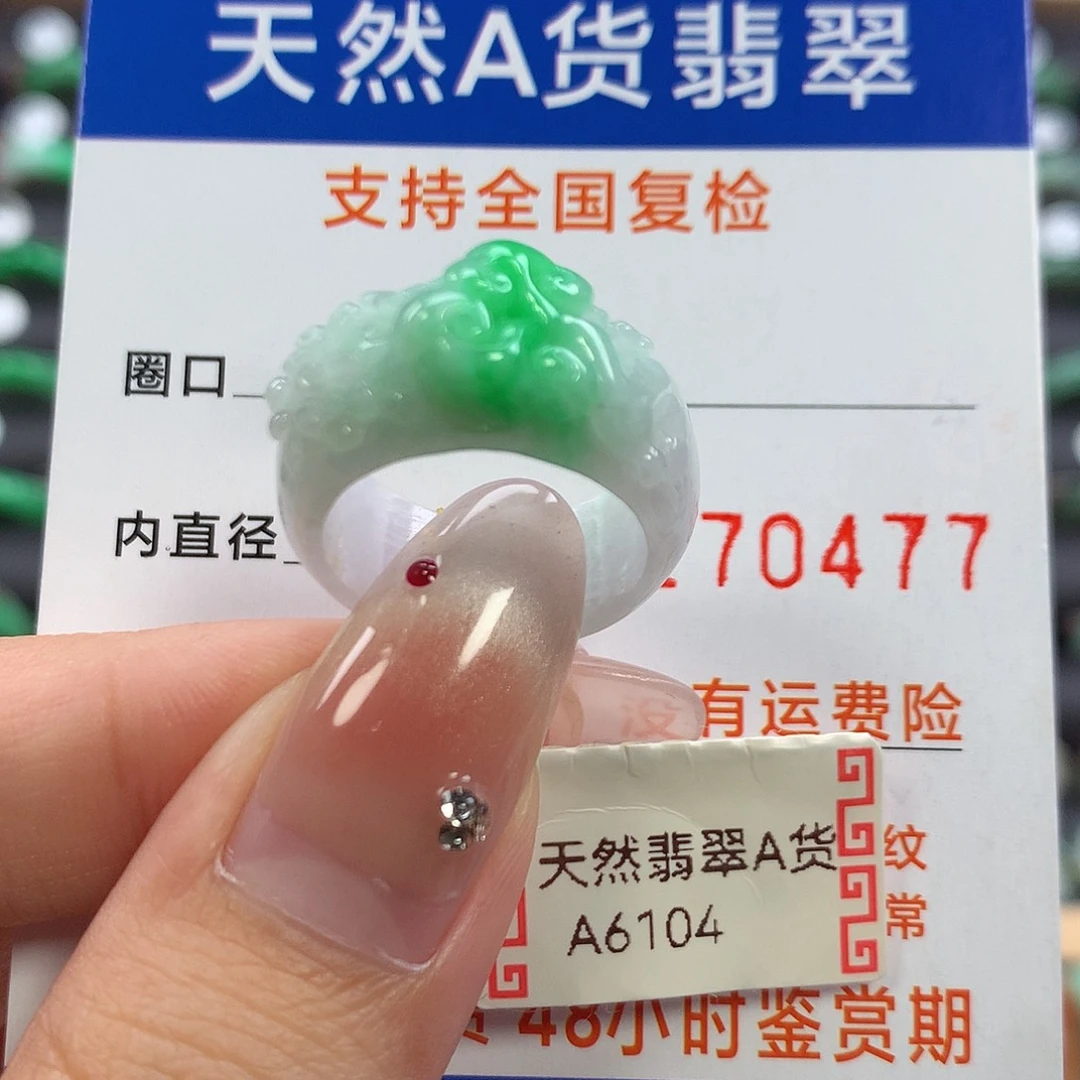 天然A货翡翠
支持全国复检
圈口
内直径
70477
没有运费险
天然翡翠A货
A6104
纹
常
48小时鉴赏期